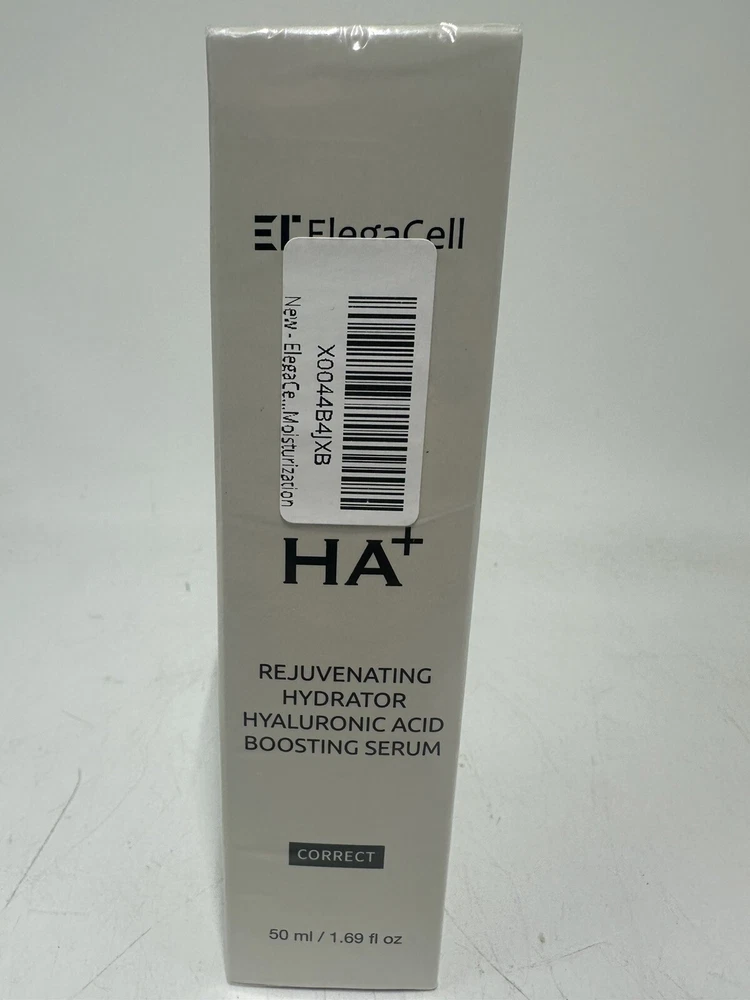 ElegaCell
X0044B4JXB
New - ElegaCe...Moisturization
HA+
REJUVENATING
HYDRATOR
HYALURONIC ACID
BOOSTING SERUM
CORRECT
50 ml / 1.69 fl oz